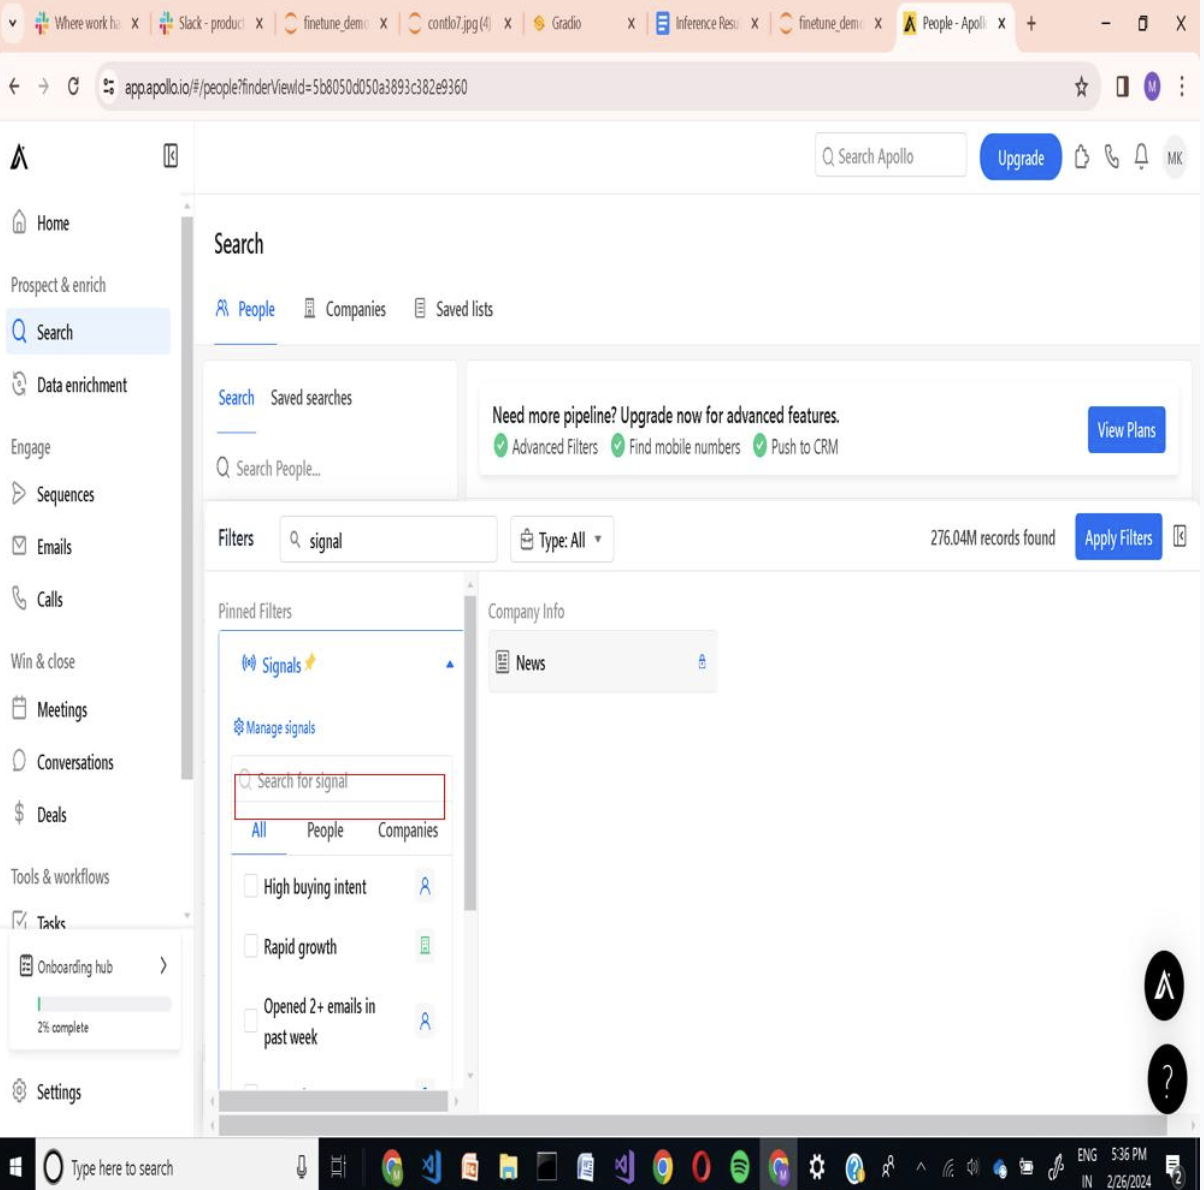 Where work ha
Slack - product
finetune_demo
contlo7.jpg (4)
Gradio
Inference Resu
finetune_demo
People - Apoll
app.apollo.io/#/people?finderViewId=5b8050d050a3893c382e9360
M
Search Apollo
Upgrade
MK
Home
Prospect & enrich
Search
Data enrichment
Engage
Sequences
Emails
Calls
Win & close
Meetings
Conversations
Deals
Tools & workflows
Tasks
Onboarding hub
2% complete
Settings
Search
People Companies Saved lists
Search Saved searches
Search People...
Need more pipeline? Upgrade now for advanced features.
Advanced Filters Find mobile numbers Push to CRM
View Plans
Filters signal Type: All 276.04M records found Apply Filters
Pinned Filters
Signals
Manage signals
Search for signal
All People Companies
High buying intent
Rapid growth
Opened 2+ emails in
past week
Company Info
News
?
Type here to search
ENG 5:36 PM
IN 2/26/2024
2